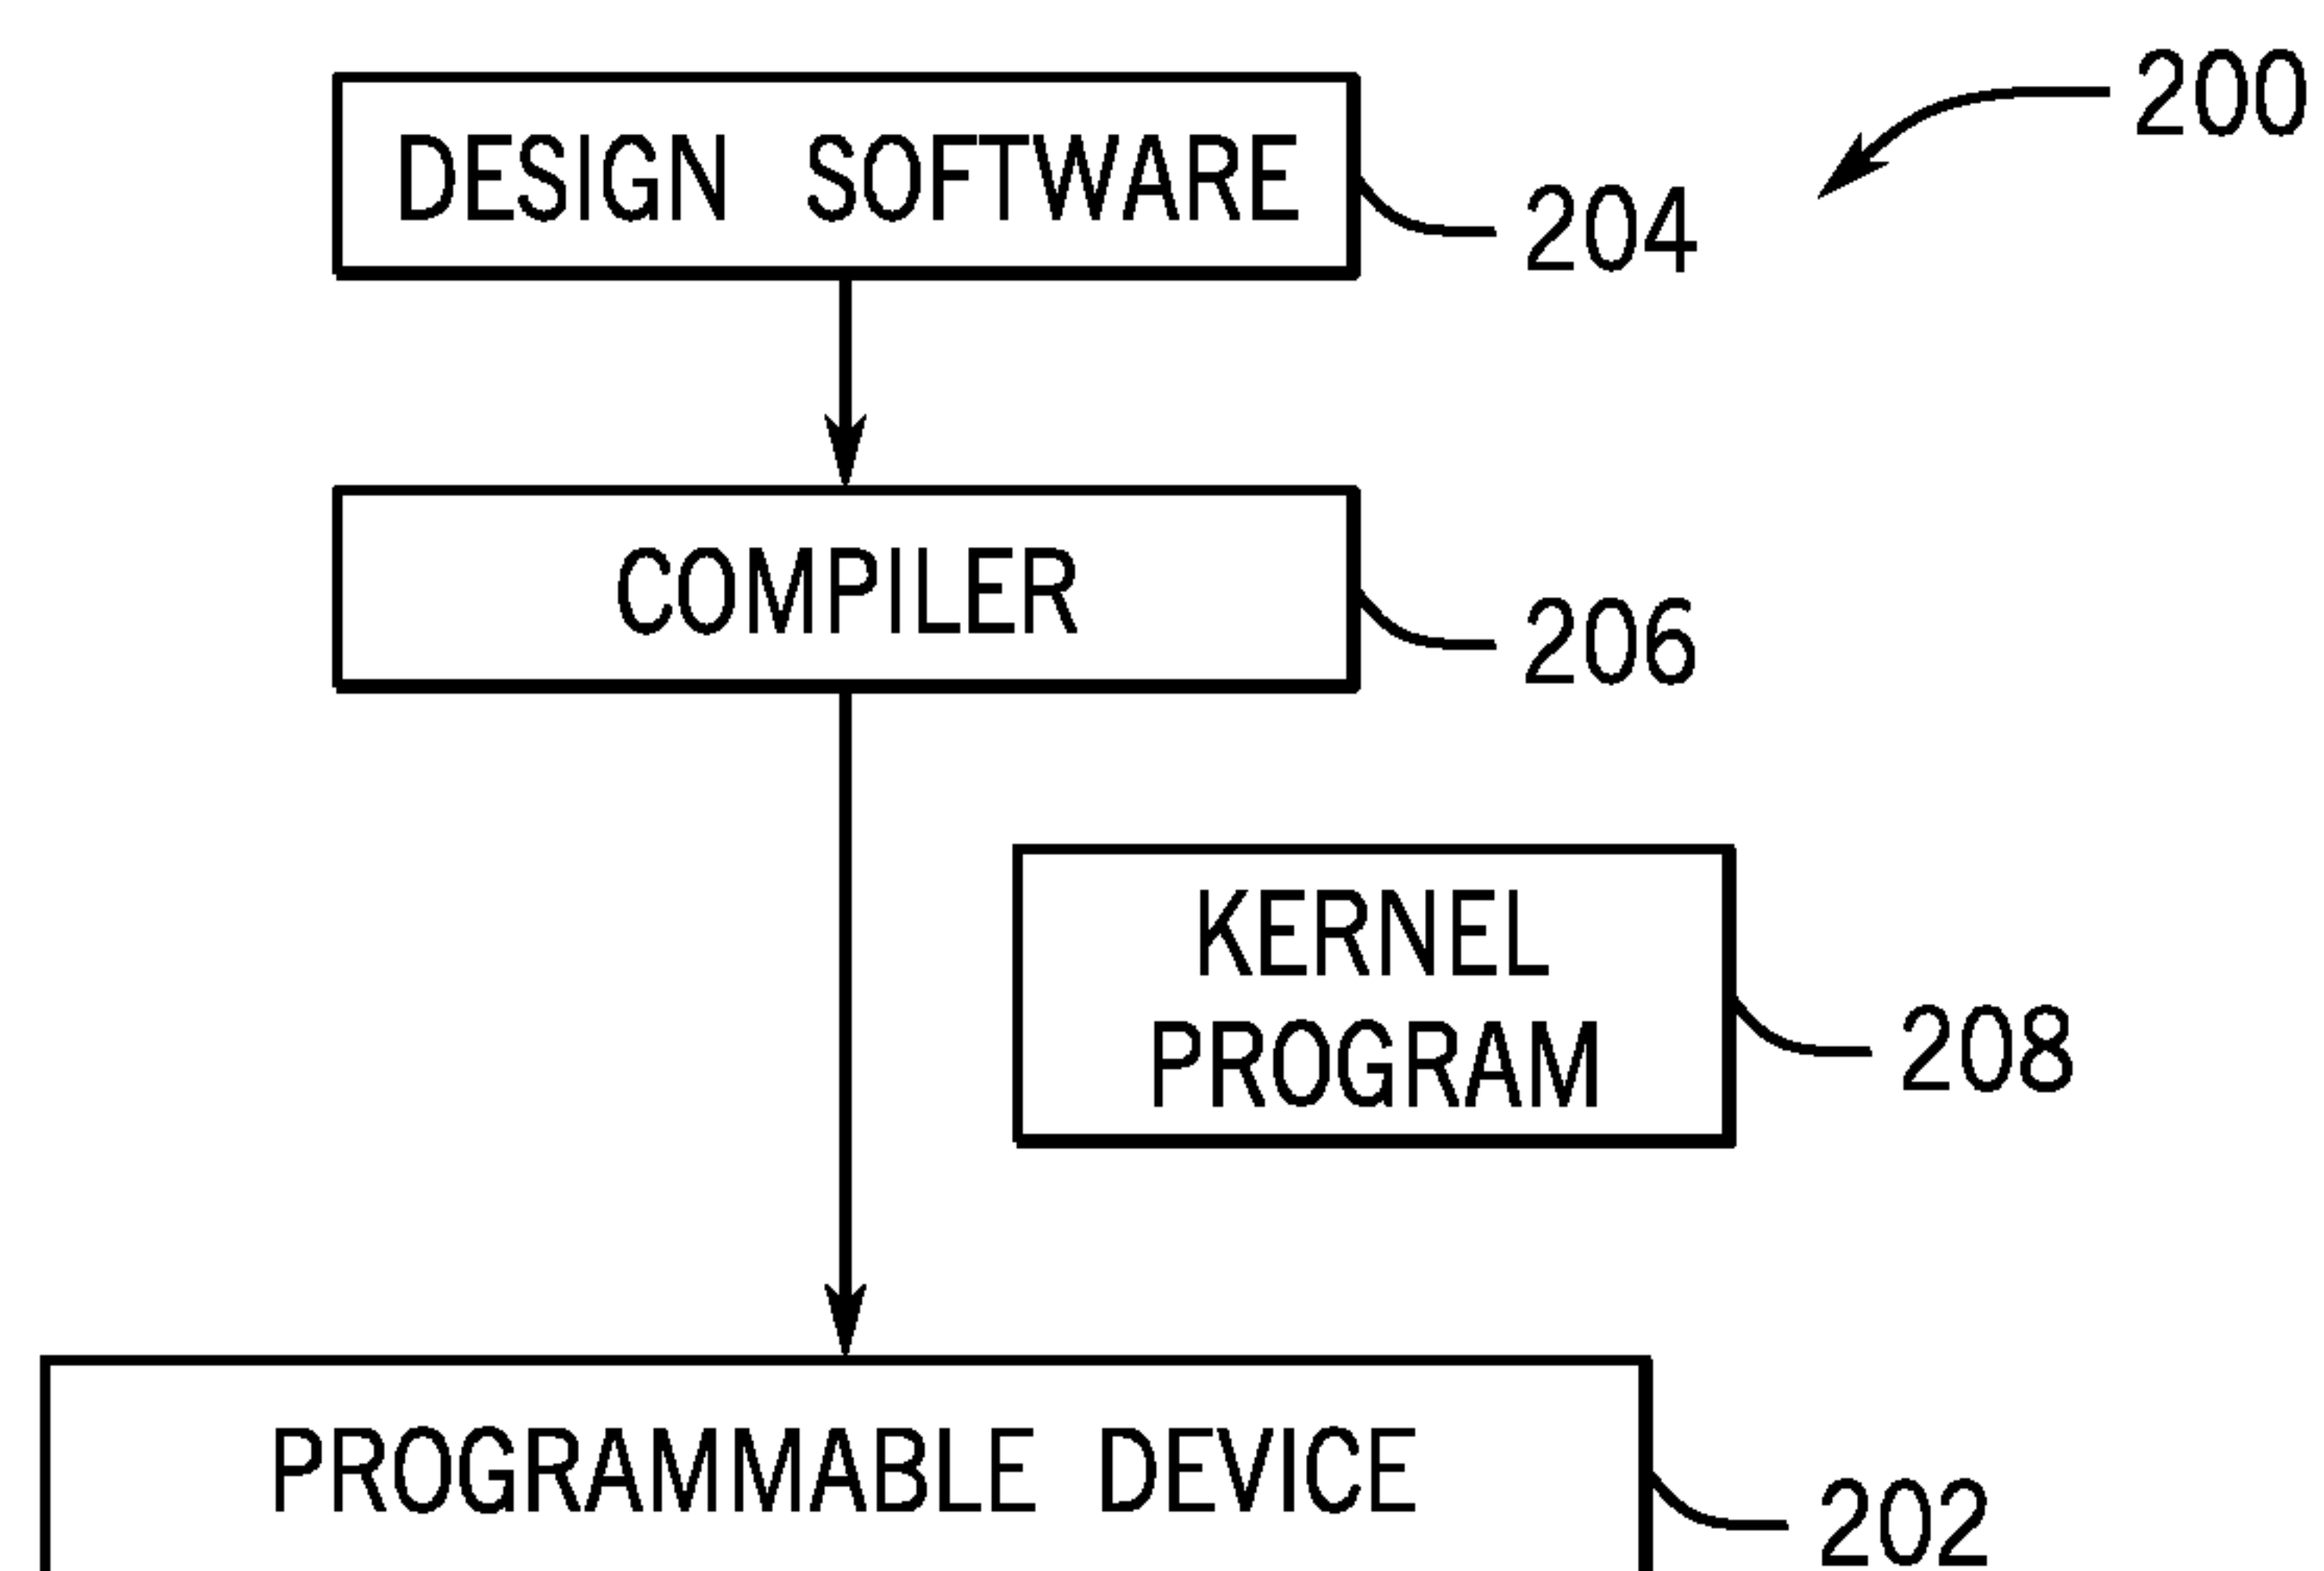 200
DESIGN SOFTWARE
204
COMPILER
206
KERNEL
PROGRAM
208
PROGRAMMABLE DEVICE
202